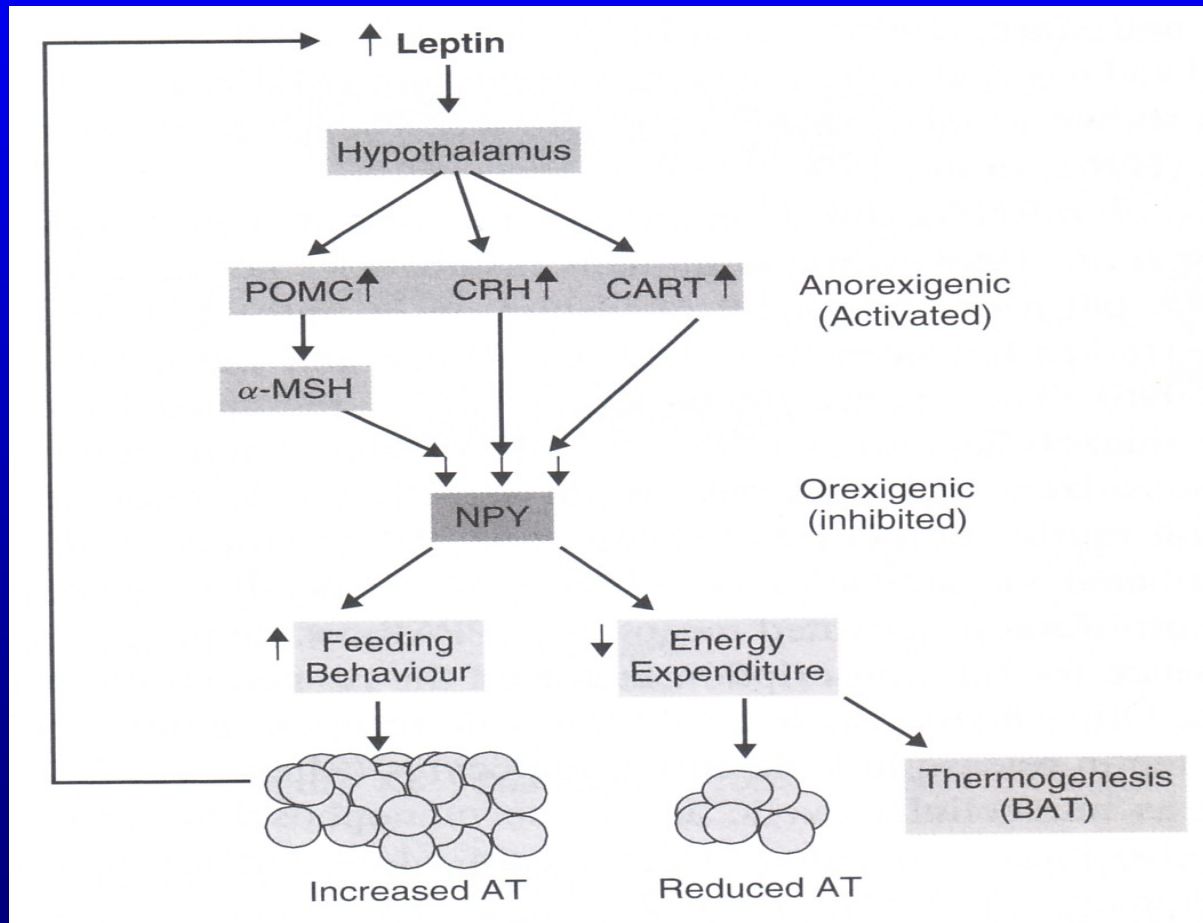 ↑ Leptin
Hypothalamus
POMC↑ CRH↑ CART↑
Anorexigenic
(Activated)
α-MSH
NPY
Orexigenic
(inhibited)
↑ Feeding
Behaviour
↓ Energy
Expenditure
Thermogenesis
(BAT)
Increased AT
Reduced AT